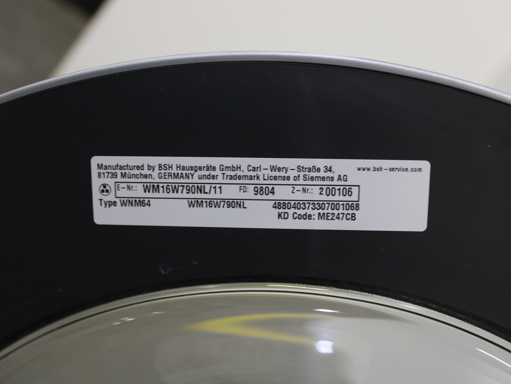 Manufactured by BSH Hausgeräte GmbH, Carl-Wery-Straße 34, www.bsh-service.com
81739 München, GERMANY under Trademark License of Siemens AG
E-Nr.: WM16W790NL/11 FD: 9804 Z-Nr.: 200106
Type WNM64 WM16W790NL 488040373307001068
KD Code: ME247CB